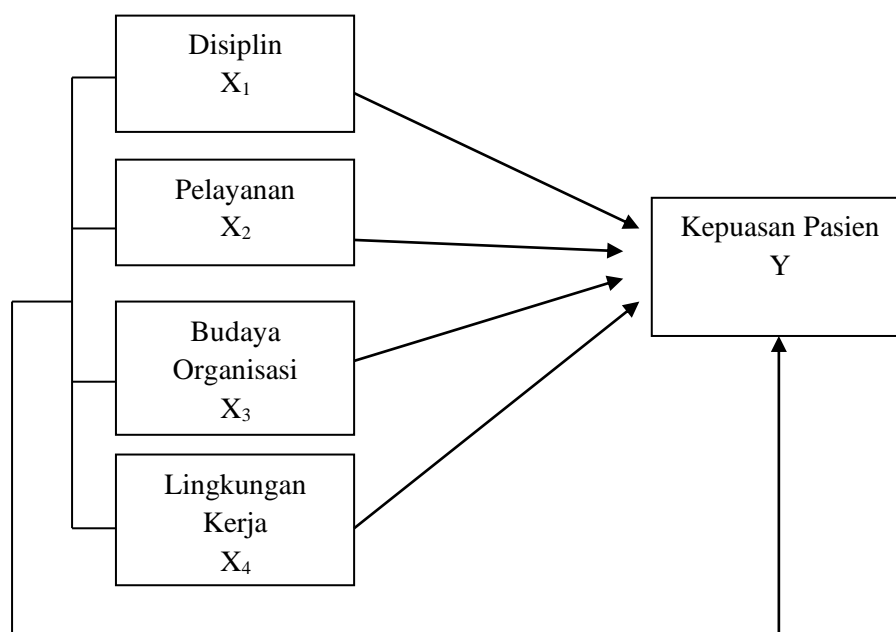 Disiplin
X₁
Pelayanan
X₂
Budaya
Organisasi
X₃
Lingkungan
Kerja
X₄
Kepuasan Pasien
Y